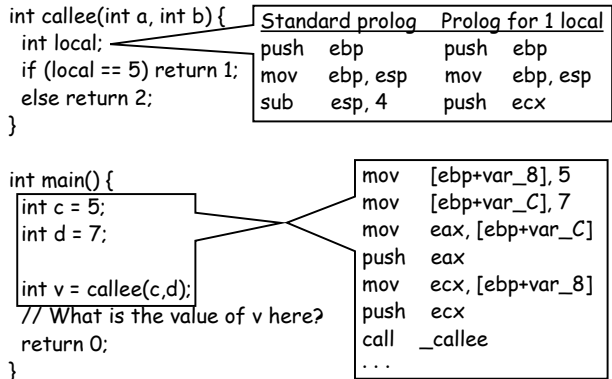 int callee(int a, int b) {
int local;
if (local == 5) return 1;
else return 2;
}
Standard prolog Prolog for 1 local
push ebp push ebp
mov ebp, esp mov ebp, esp
sub esp, 4 push ecx
int main() {
int c = 5;
int d = 7;
int v = callee(c,d);
// What is the value of v here?
return 0;
}
mov [ebp+var_8], 5
mov [ebp+var_C], 7
mov eax, [ebp+var_C]
push eax
mov ecx, [ebp+var_8]
push ecx
call _callee
. . .